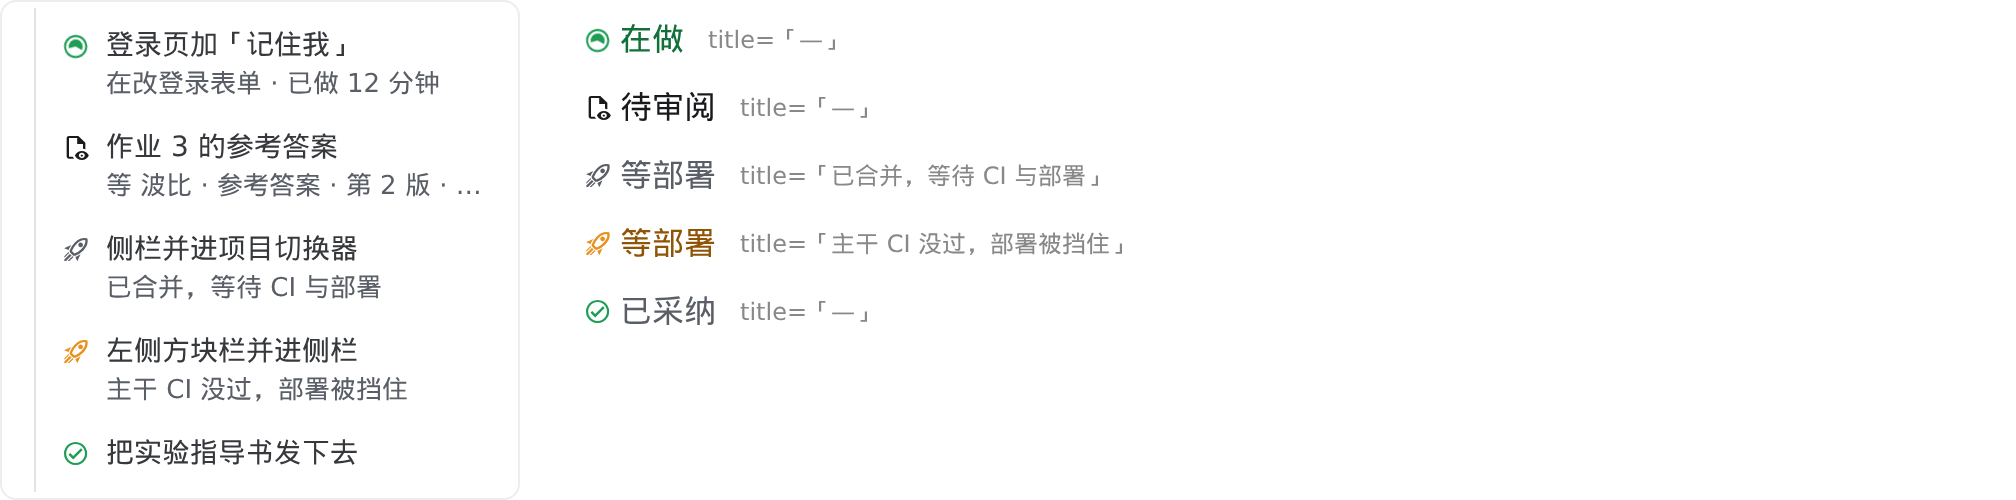 登录页加「记住我」
在改登录表单 · 已做 12 分钟
作业 3 的参考答案
等 波比 · 参考答案 · 第 2 版 · …
侧栏并进项目切换器
已合并，等待 CI 与部署
左侧方块栏并进侧栏
主干 CI 没过，部署被挡住
把实验指导书发下去
在做 title=「—」
待审阅 title=「—」
等部署 title=「已合并，等待 CI 与部署」
等部署 title=「主干 CI 没过，部署被挡住」
已采纳 title=「—」